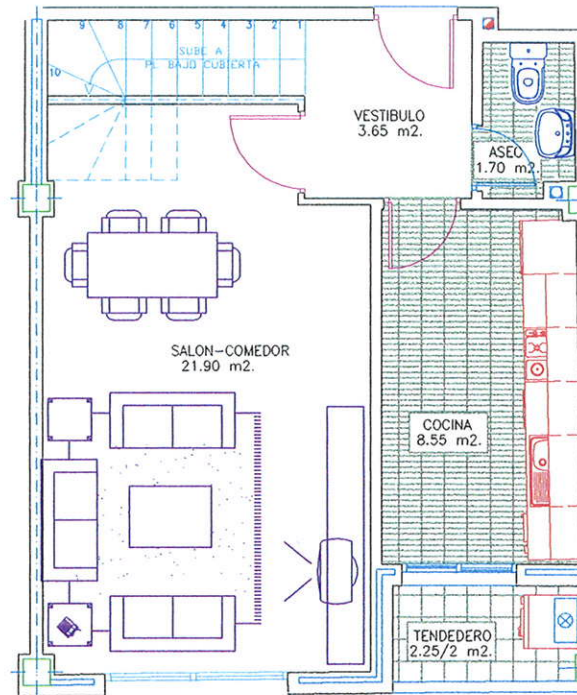 9 8 7 6 5 4 3 2 1
10
SUBE A
PL BAJO CUBIERTA
VESTIBULO
3.65 m2.
ASEO
1.70 m2.
SALON-COMEDOR
21.90 m2.
COCINA
8.55 m2.
TENDEDERO
2.25/2 m2.